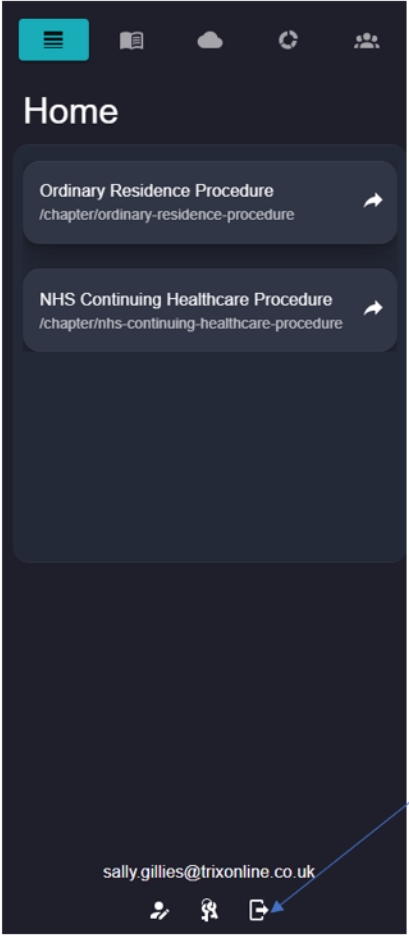 Home
Ordinary Residence Procedure
/chapter/ordinary-residence-procedure
NHS Continuing Healthcare Procedure
/chapter/nhs-continuing-healthcare-procedure
sally.gillies@trixonline.co.uk